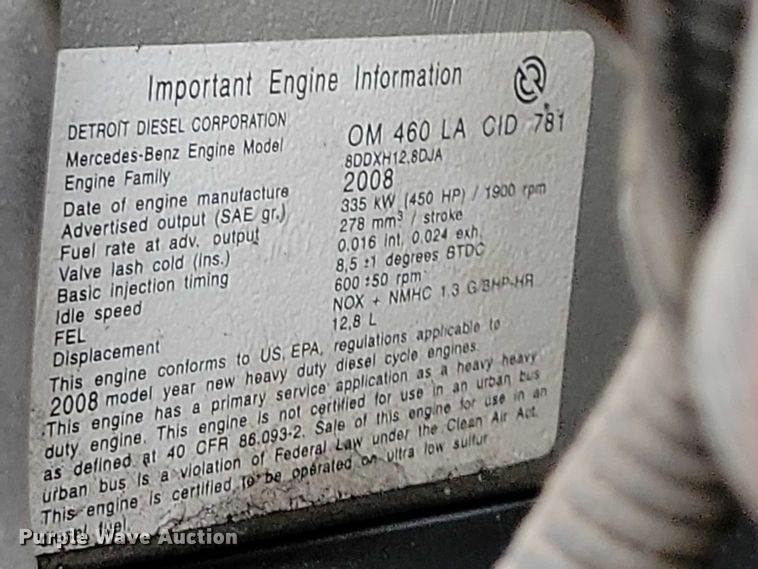 Important Engine Information
DETROIT DIESEL CORPORATION
Mercedes-Benz Engine Model OM 460 LA CID 781
Engine Family 8DDXH12,8DJA
Date of engine manufacture 2008
Advertised output (SAE gr.) 335 kW (450 HP) / 1900 rpm
Fuel rate at adv. output 278 mm³ / stroke
Valve lash cold (ins.) 0.016 int, 0.024 exh.
Basic injection timing 8,5 ±1 degrees BTDC
Idle speed 600 ±50 rpm
FEL NOX + NMHC 1.3 G/BHP-HR
Displacement 12,8 L
This engine conforms to US, EPA, regulations applicable to
2008 model year new heavy duty diesel cycle engines.
This engine has a primary service application as a heavy heavy
duty engine. This engine is not certified for use in an urban bus
as defined at 40 CFR 86.093-2. Sale of this engine for use in an
urban bus is a violation of Federal Law under the Clean Air Act.
This engine is certified to be operated on ultra low sulfur
fuel.
Purple Wave Auction